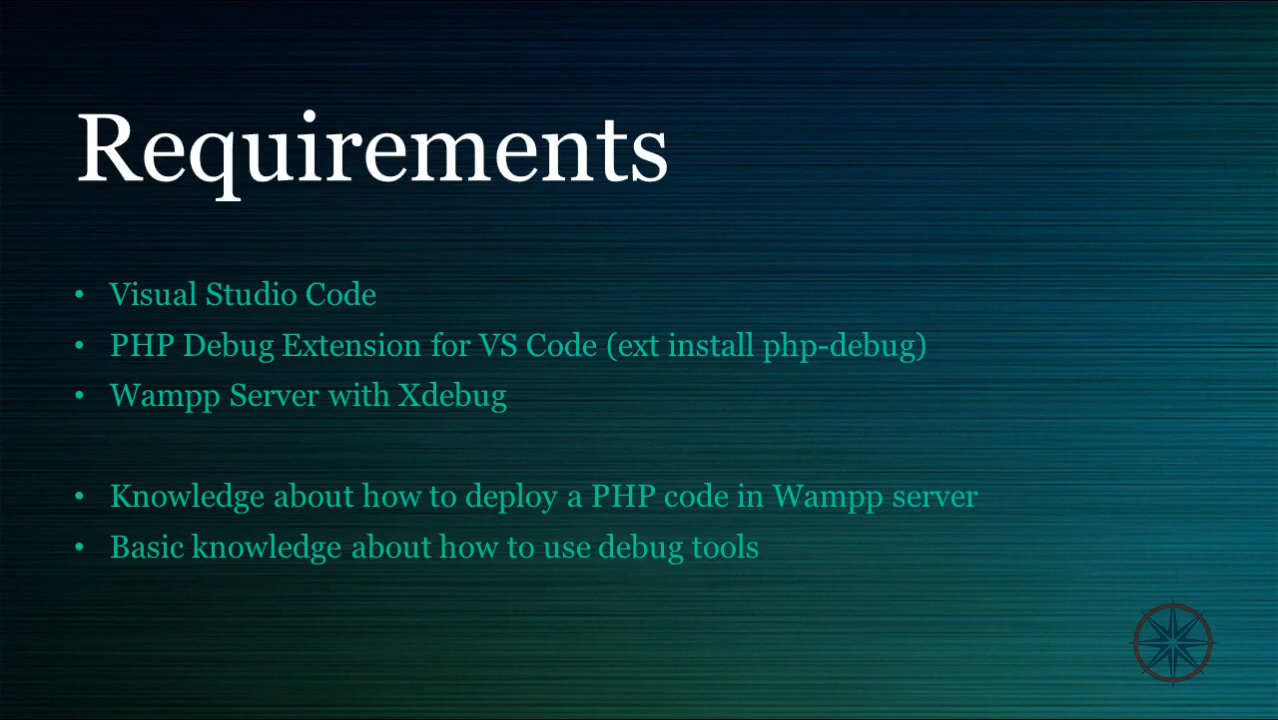 Requirements
• Visual Studio Code
• PHP Debug Extension for VS Code (ext install php-debug)
• Wampp Server with Xdebug
• Knowledge about how to deploy a PHP code in Wampp server
• Basic knowledge about how to use debug tools